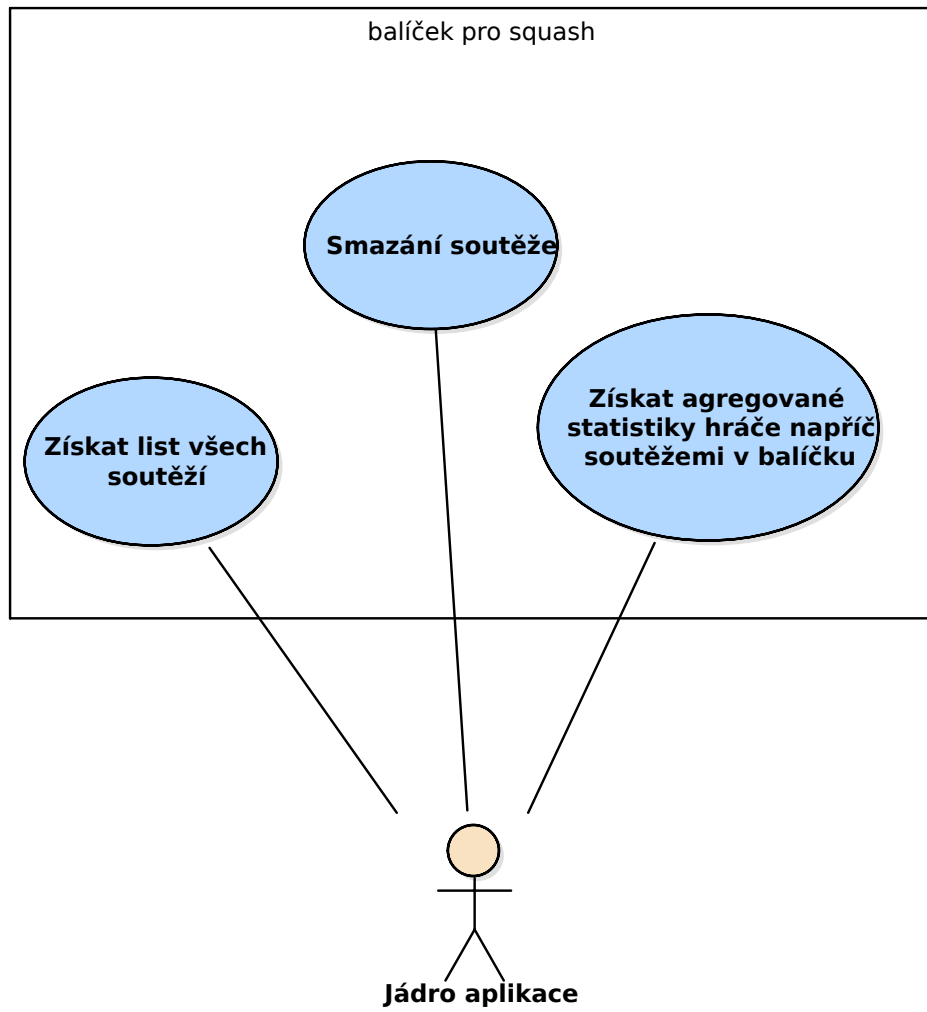 balíček pro squash
Smazání soutěže
Získat agregované
statistiky hráče napříč
soutěžemi v balíčku
Získat list všech
soutěží
Jádro aplikace